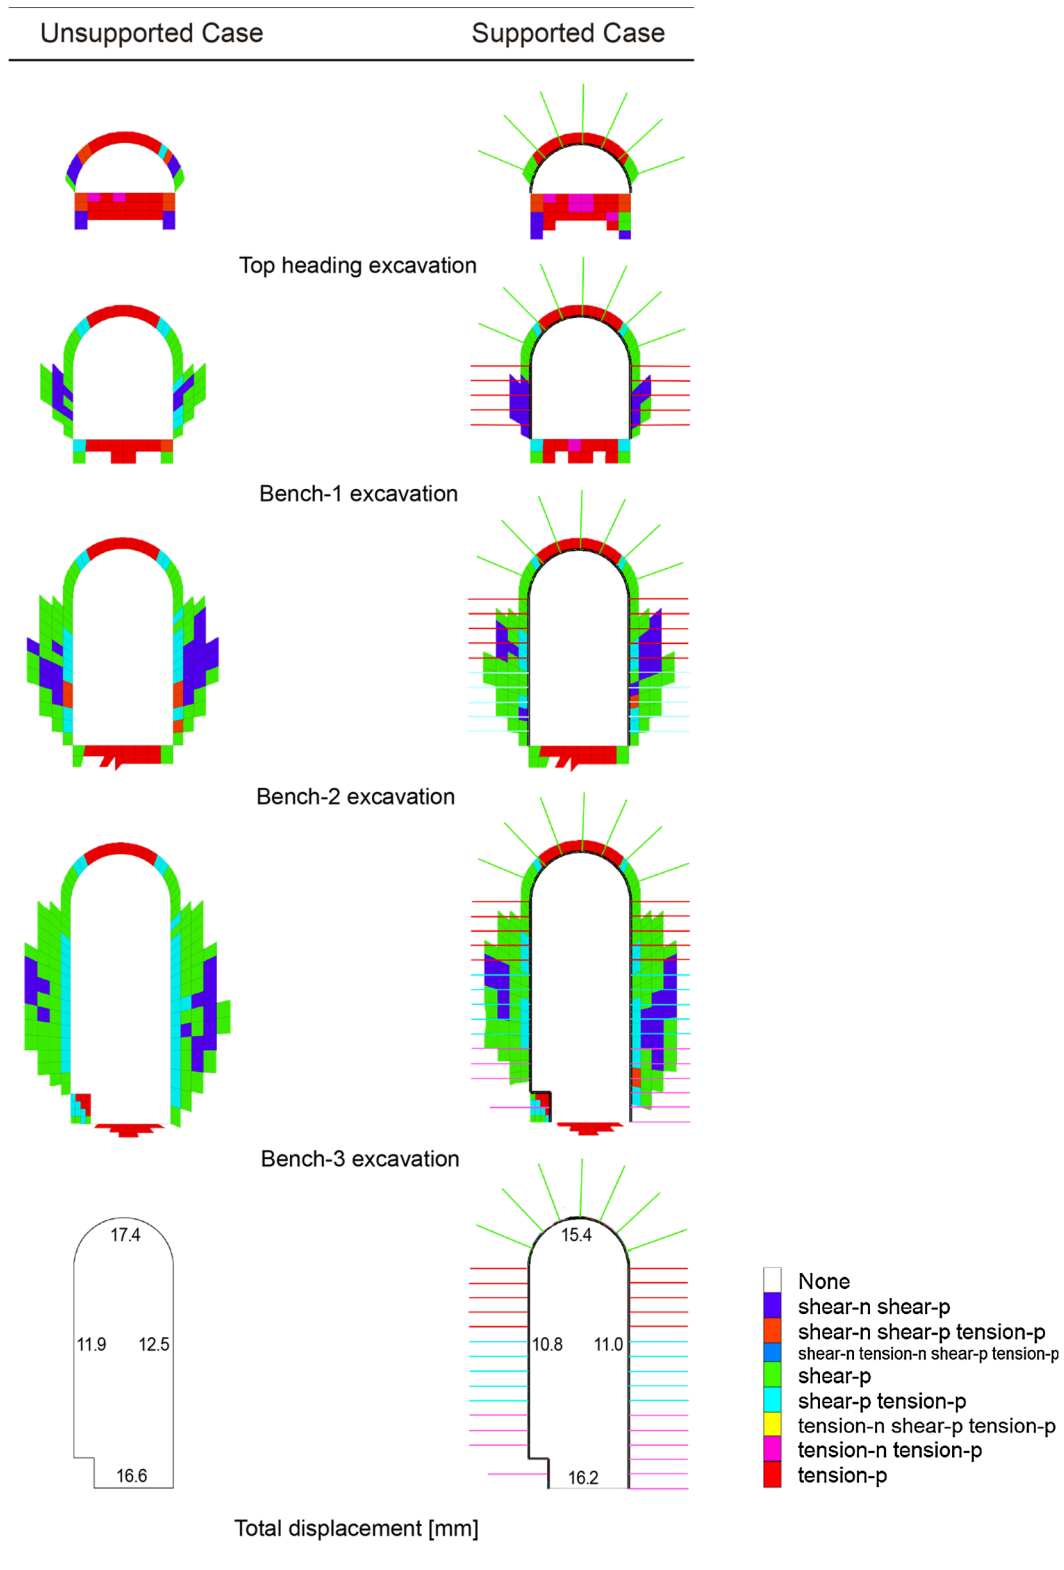 Unsupported Case
Supported Case
Top heading excavation
Bench-1 excavation
Bench-2 excavation
Bench-3 excavation
17.4
15.4
11.9
12.5
10.8
11.0
16.6
16.2
Total displacement [mm]
None
shear-n shear-p
shear-n shear-p tension-p
shear-n tension-n shear-p tension-p
shear-p
shear-p tension-p
tension-n shear-p tension-p
tension-n tension-p
tension-p